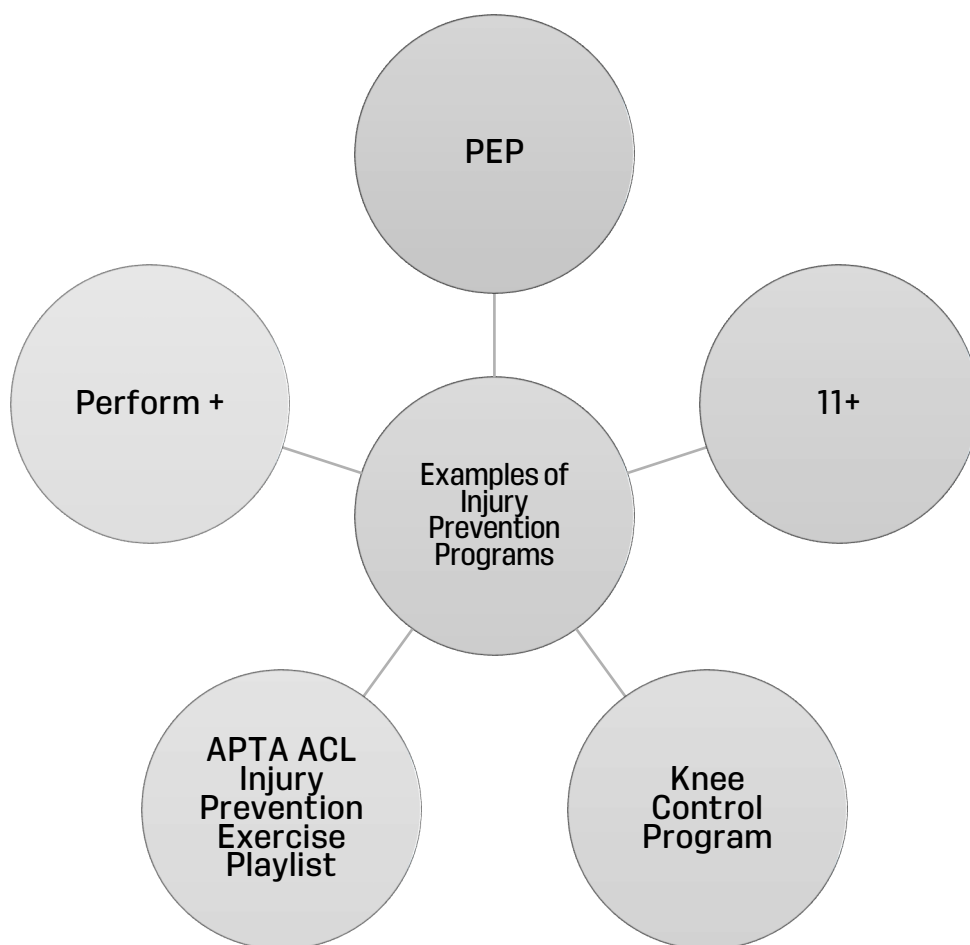 PEP
Perform +
11+
Examples of
Injury
Prevention
Programs
APTA ACL
Injury
Prevention
Exercise
Playlist
Knee
Control
Program